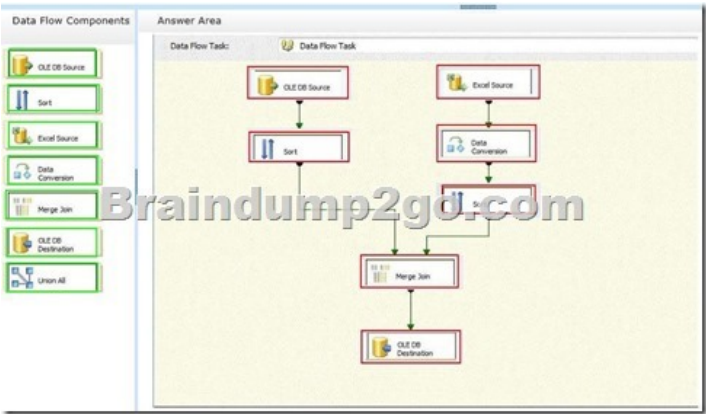 Data Flow Components
Answer Area
Data Flow Task:
Data Flow Task
OLE DB Source
Sort
Excel Source
Data
Conversion
Merge Join
OLE DB
Destination
Union All
OLE DB Source
Excel Source
Sort
Data
Conversion
Braindump2go.com
Merge Join
OLE DB
Destination